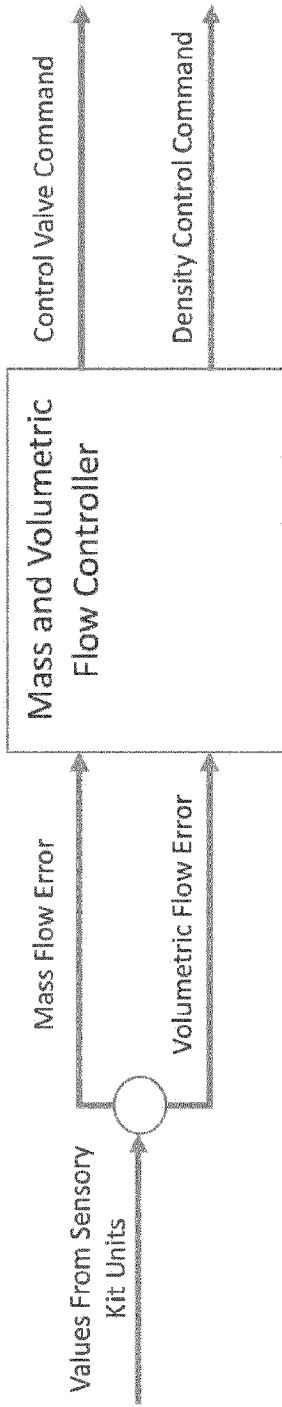 Values From Sensory
Kit Units
Mass Flow Error
Volumetric Flow Error
Mass and Volumetric
Flow Controller
Control Valve Command
Density Control Command